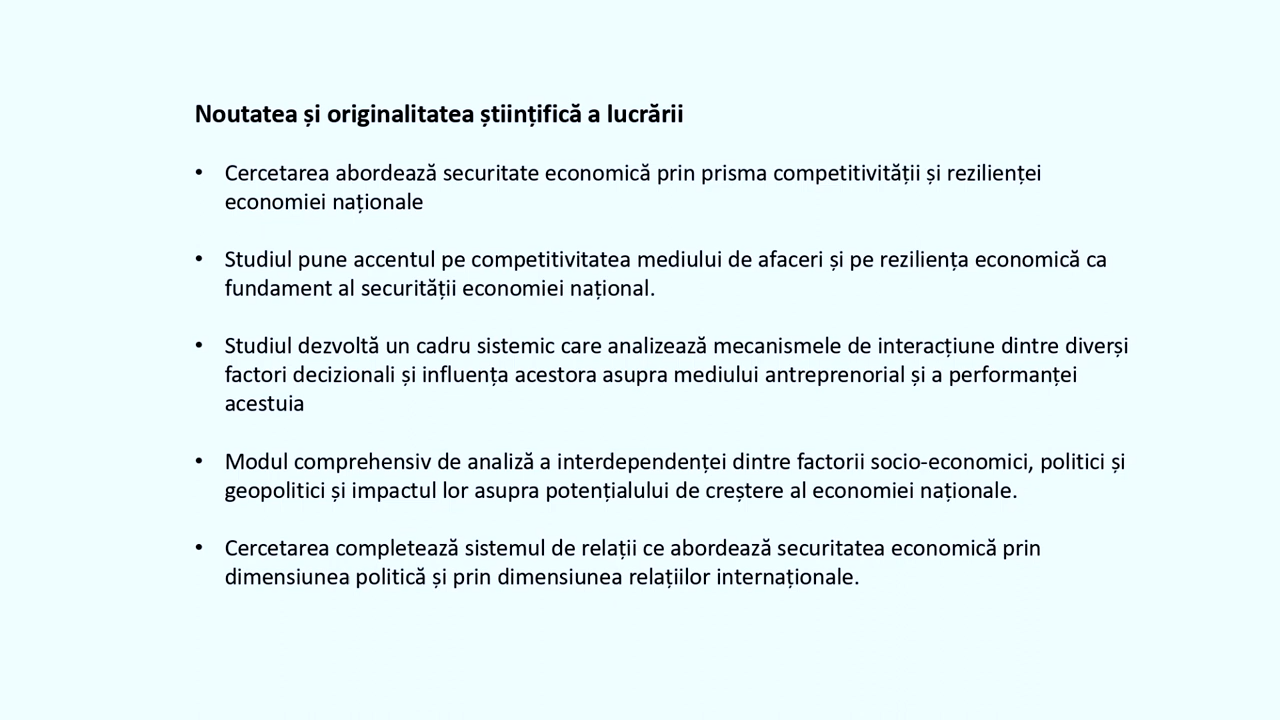 Noutatea și originalitatea științifică a lucrării
• Cercetarea abordează securitate economică prin prisma competitivității și rezilienței
economiei naționale
• Studiul pune accentul pe competitivitatea mediului de afaceri și pe reziliența economică ca
fundament al securității economiei național.
• Studiul dezvoltă un cadru sistemic care analizează mecanismele de interacțiune dintre diverși
factori decizionali și influența acestora asupra mediului antreprenorial și a performanței
acestuia
• Modul comprehensiv de analiză a interdependenței dintre factorii socio-economici, politici și
geopolitici și impactul lor asupra potențialului de creștere al economiei naționale.
• Cercetarea completează sistemul de relații ce abordează securitatea economică prin
dimensiunea politică și prin dimensiunea relațiilor internaționale.